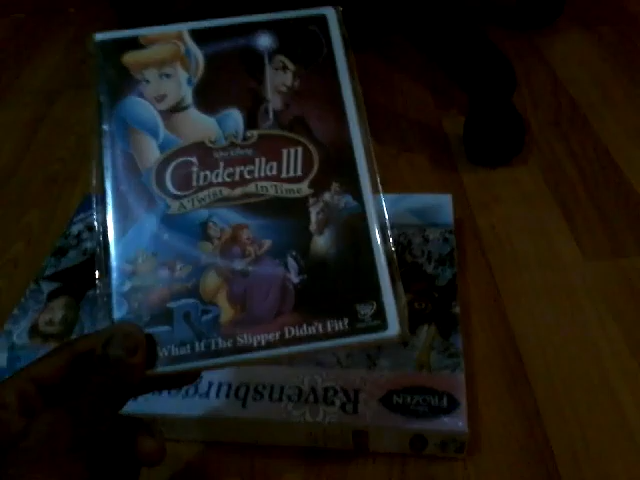 Walt Disney
Cinderella III
A Twist In Time
What If The Slipper Didn't Fit?
Ravensburger
FROZEN